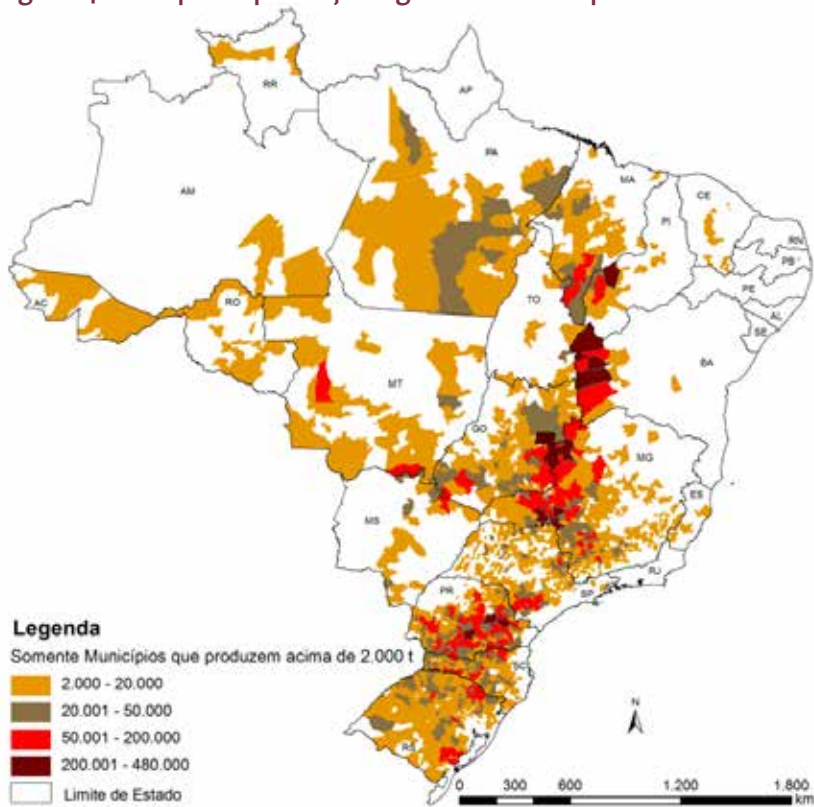 RR
AP
AM
PA
MA
CE
RN
PB
PI
PE
AL
SE
AC
RO
TO
BA
MT
GO
MG
ES
MS
RJ
SP
PR
SC
RS
Legenda
Somente Municípios que produzem acima de 2.000 t
2.000 - 20.000
20.001 - 50.000
50.001 - 200.000
200.001 - 480.000
Limite de Estado
N
0 300 600 1.200 1.800
km